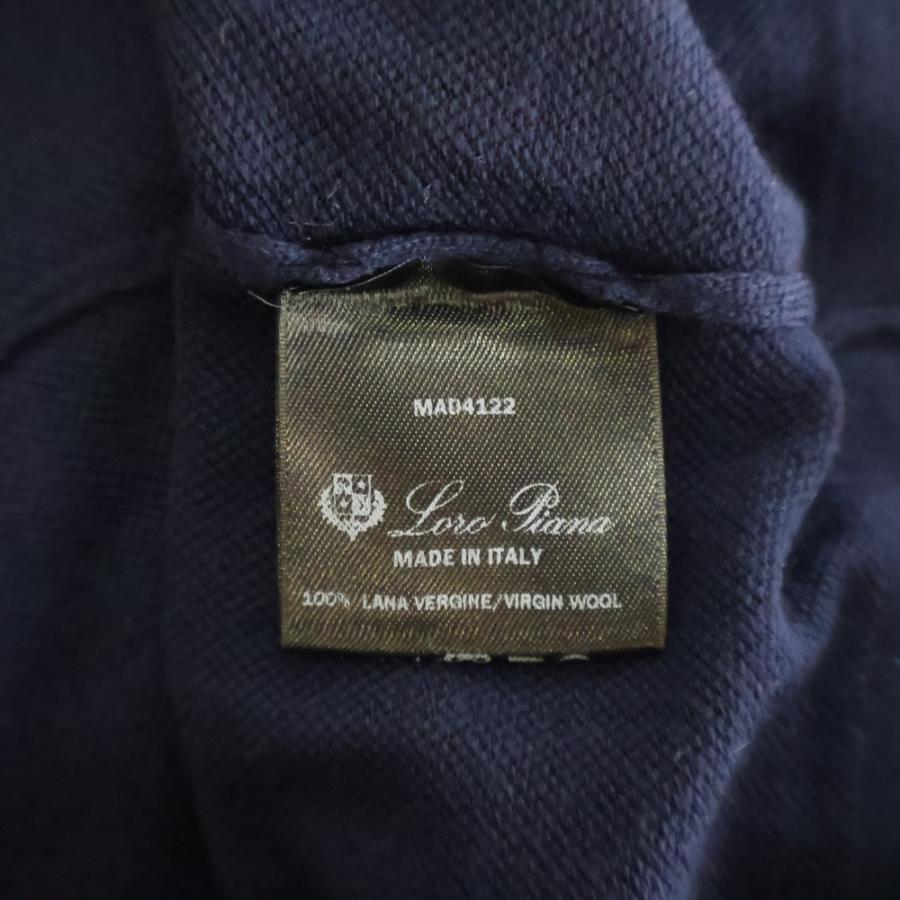 MAD4122
Loro Piana
MADE IN ITALY
100% LANA VERGINE/VIRGIN WOOL